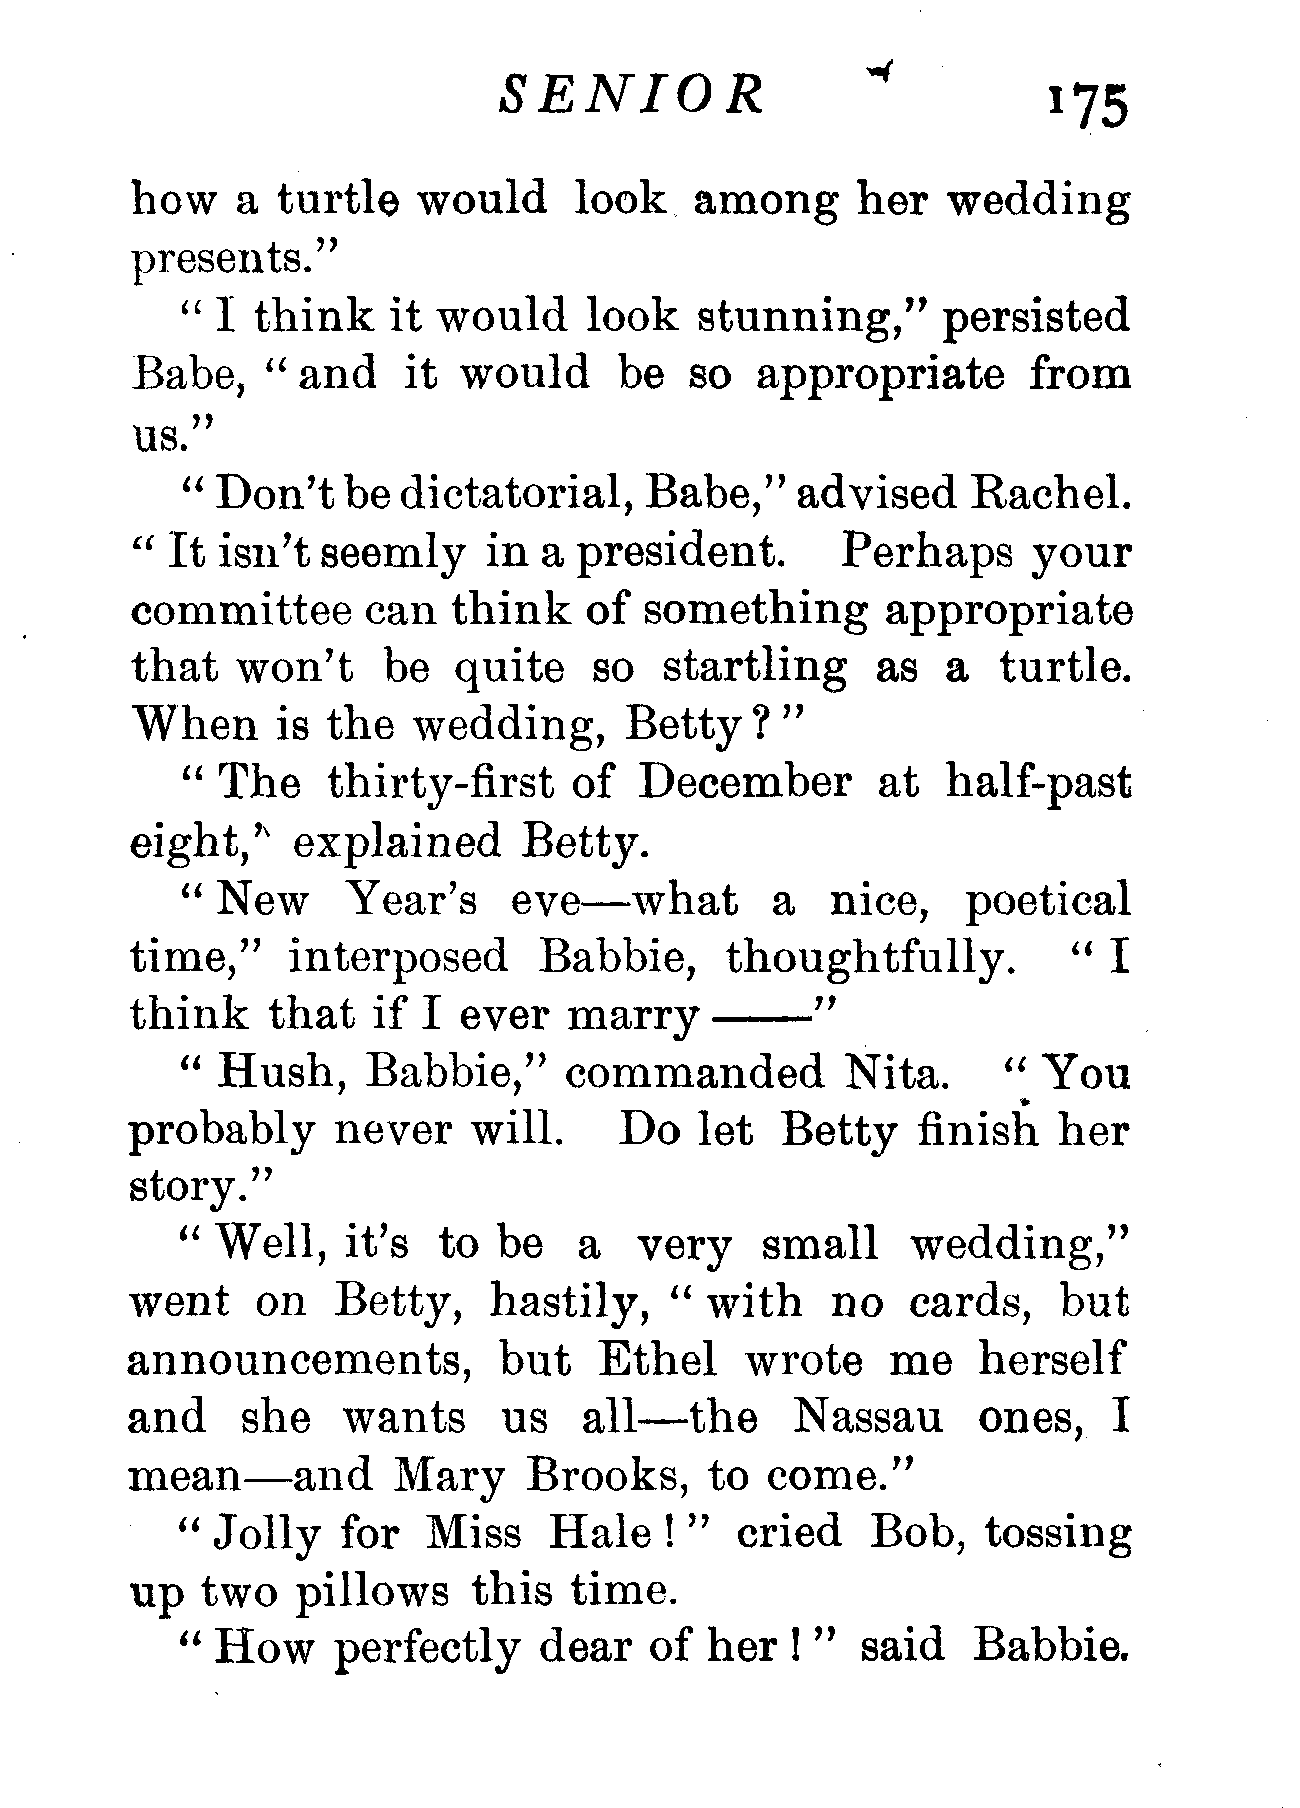 SENIOR 175
how a turtle would look among her wedding
presents."
" I think it would look stunning," persisted
Babe, " and it would be so appropriate from
us."
" Don't be dictatorial, Babe," advised Rachel.
" It isn't seemly in a president. Perhaps your
committee can think of something appropriate
that won't be quite so startling as a turtle.
When is the wedding, Betty ? "
" The thirty-first of December at half-past
eight," explained Betty.
" New Year's eve—what a nice, poetical
time," interposed Babbie, thoughtfully. " I
think that if I ever marry ——"
" Hush, Babbie," commanded Nita. " You
probably never will. Do let Betty finish her
story."
" Well, it's to be a very small wedding,"
went on Betty, hastily, " with no cards, but
announcements, but Ethel wrote me herself
and she wants us all—the Nassau ones, I
mean—and Mary Brooks, to come."
" Jolly for Miss Hale ! " cried Bob, tossing
up two pillows this time.
" How perfectly dear of her ! " said Babbie.